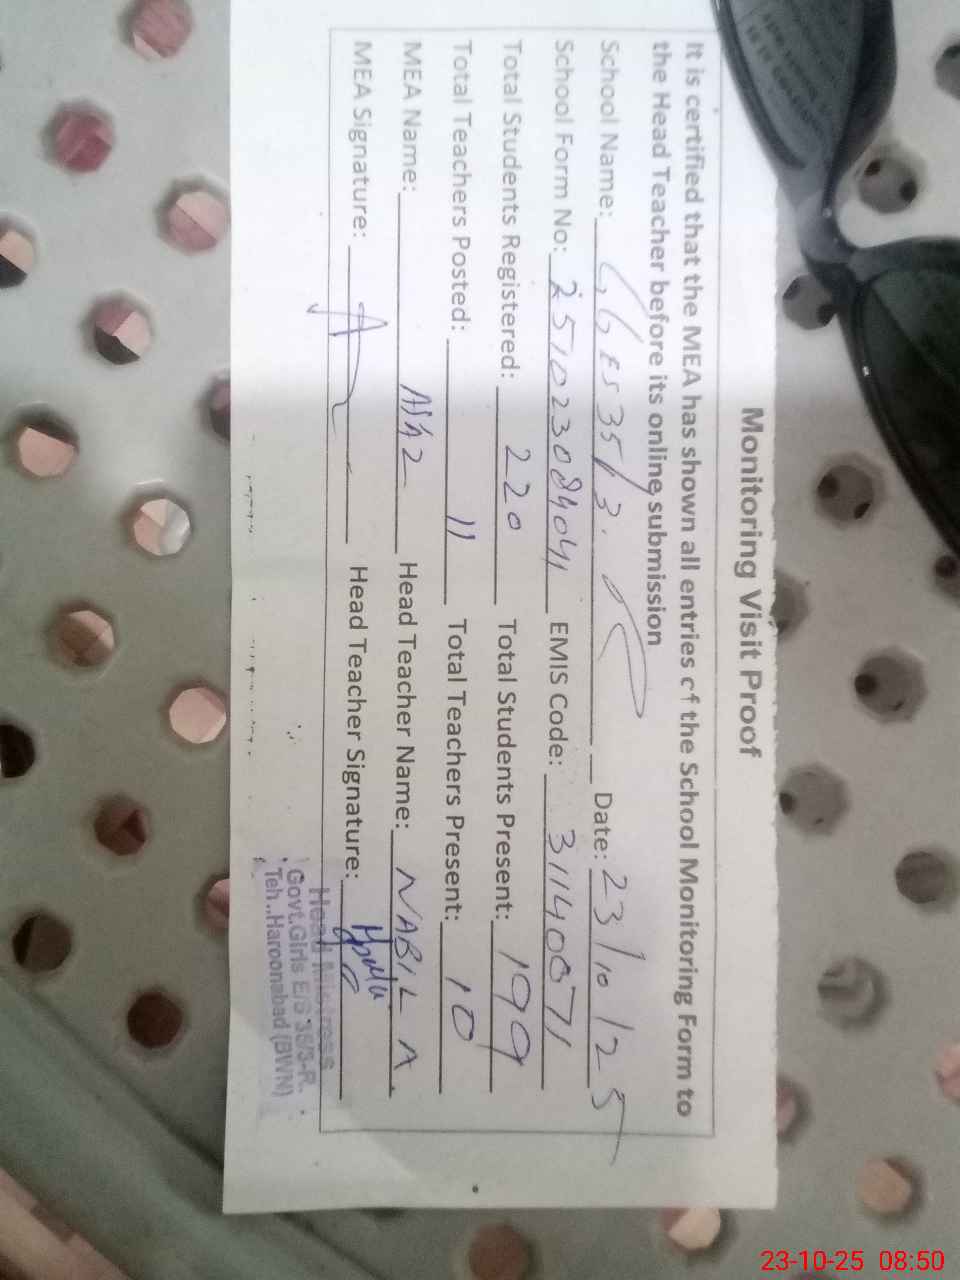 Monitoring Visit Proof
It is certified that the MEA has shown all entries of the School Monitoring Form to
the Head Teacher before its online submission
School Name: GGES 35/3.R Date: 23/10/25
School Form No: 251023084041 EMIS Code: 31140071
Total Students Registered: 220 Total Students Present: 199
Total Teachers Posted: 11 Total Teachers Present: 10
MEA Name: Head Teacher Name: NABILA.
MEA Signature: Head Teacher Signature:
Head Mistress
Govt.Girls E/S 35/3-R.
Teh..Haroonabad (BWN)
23-10-25 08:50